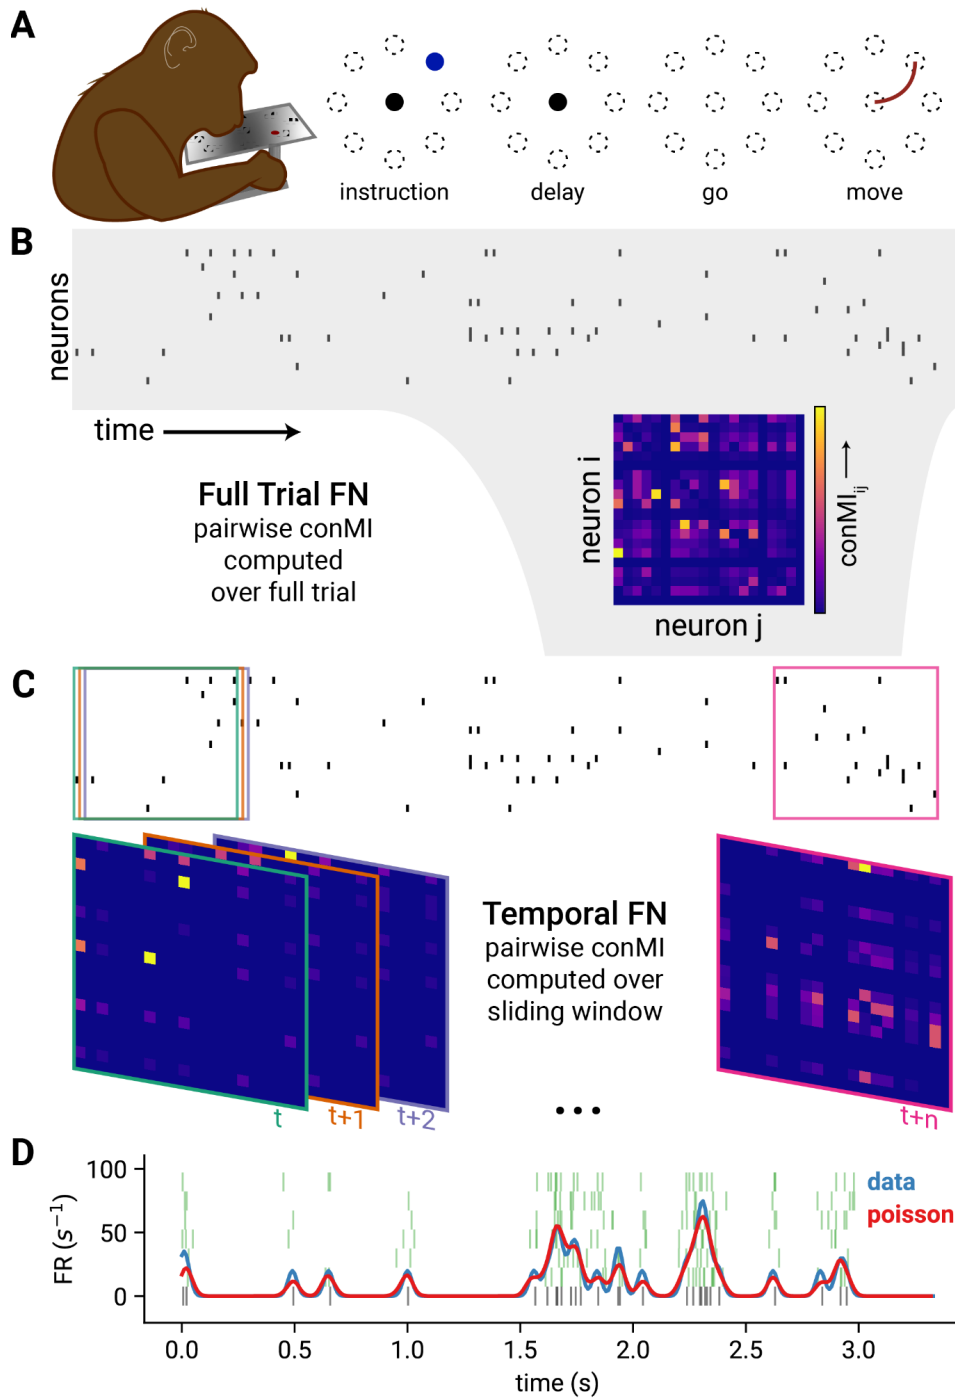 A
instruction
delay
go
move
B
neurons
time
Full Trial FN
pairwise conMI
computed
over full trial
neuron i
neuron j
conMI_ij
C
Temporal FN
pairwise conMI
computed over
sliding window
t
t+1
t+2
...
t+n
D
FR (s⁻¹)
100
50
0
data
poisson
0.0 0.5 1.0 1.5 2.0 2.5 3.0
time (s)